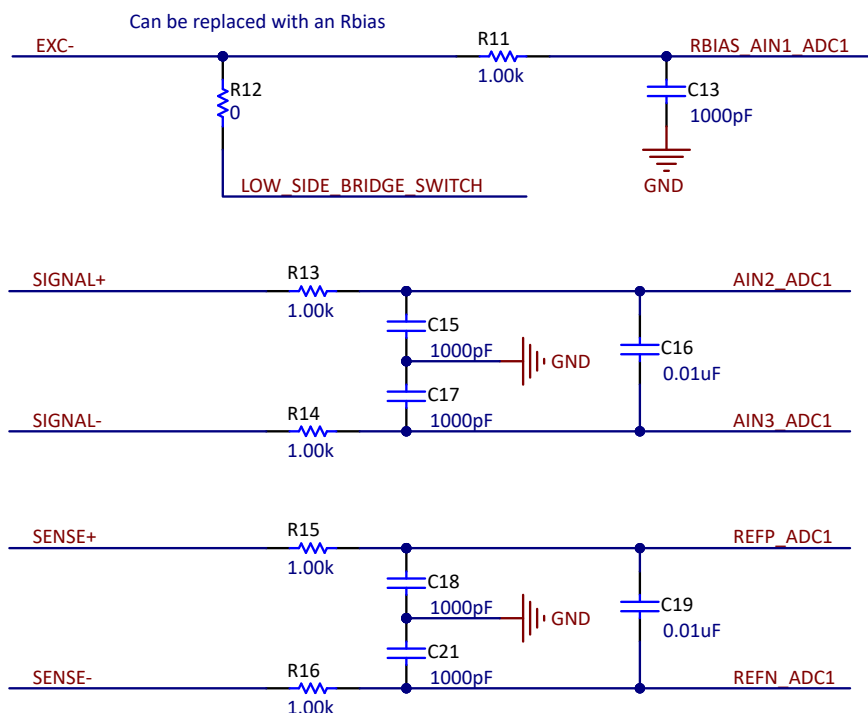 Can be replaced with an Rbias
EXC-
R11
RBIAS_AIN1_ADC1
1.00k
R12
0
C13
1000pF
GND
LOW_SIDE_BRIDGE_SWITCH
SIGNAL+
R13
AIN2_ADC1
1.00k
C15
1000pF
GND
C16
0.01uF
C17
1000pF
SIGNAL-
R14
AIN3_ADC1
1.00k
SENSE+
R15
REFP_ADC1
1.00k
C18
1000pF
GND
C19
0.01uF
C21
1000pF
SENSE-
R16
REFN_ADC1
1.00k